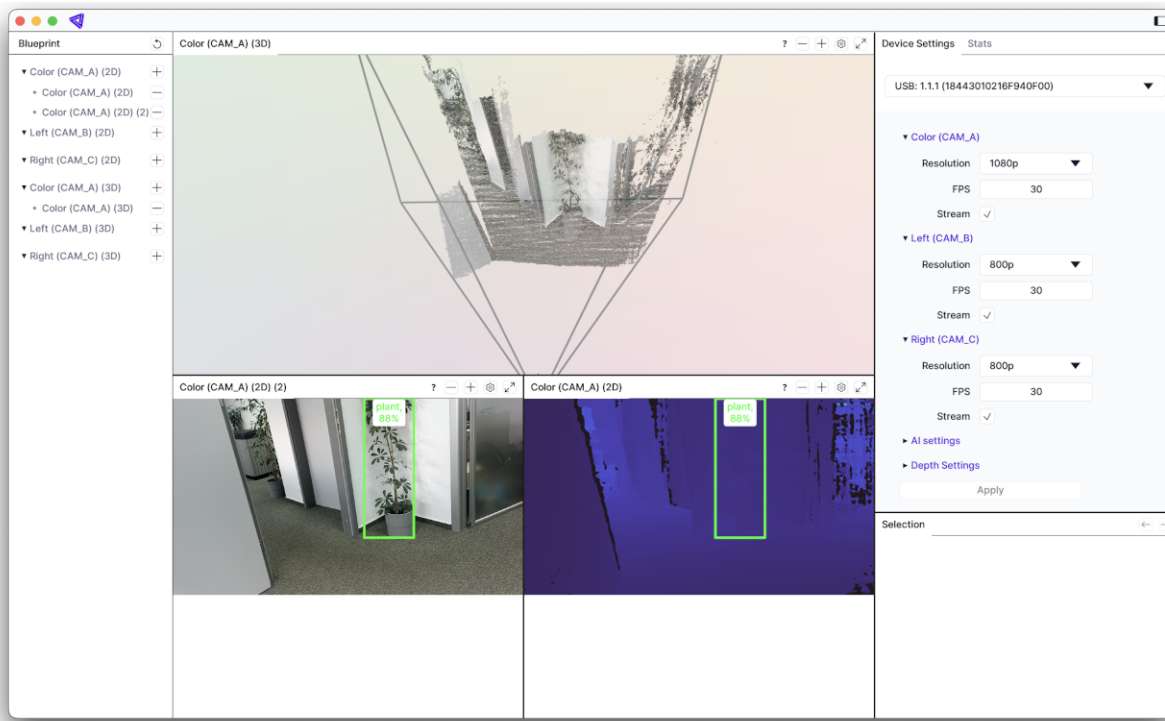 Blueprint
Color (CAM_A) (2D)
Color (CAM_A) (2D)
Color (CAM_A) (2D) (2)
Left (CAM_B) (2D)
Right (CAM_C) (2D)
Color (CAM_A) (3D)
Color (CAM_A) (3D)
Left (CAM_B) (3D)
Right (CAM_C) (3D)
Color (CAM_A) (3D)
?
Color (CAM_A) (2D) (2)
?
plant,
88%
Color (CAM_A) (2D)
?
plant,
88%
Device Settings Stats
USB: 1.1.1 (18443010216F940F00)
Color (CAM_A)
Resolution 1080p
FPS 30
Stream
Left (CAM_B)
Resolution 800p
FPS 30
Stream
Right (CAM_C)
Resolution 800p
FPS 30
Stream
AI settings
Depth Settings
Apply
Selection